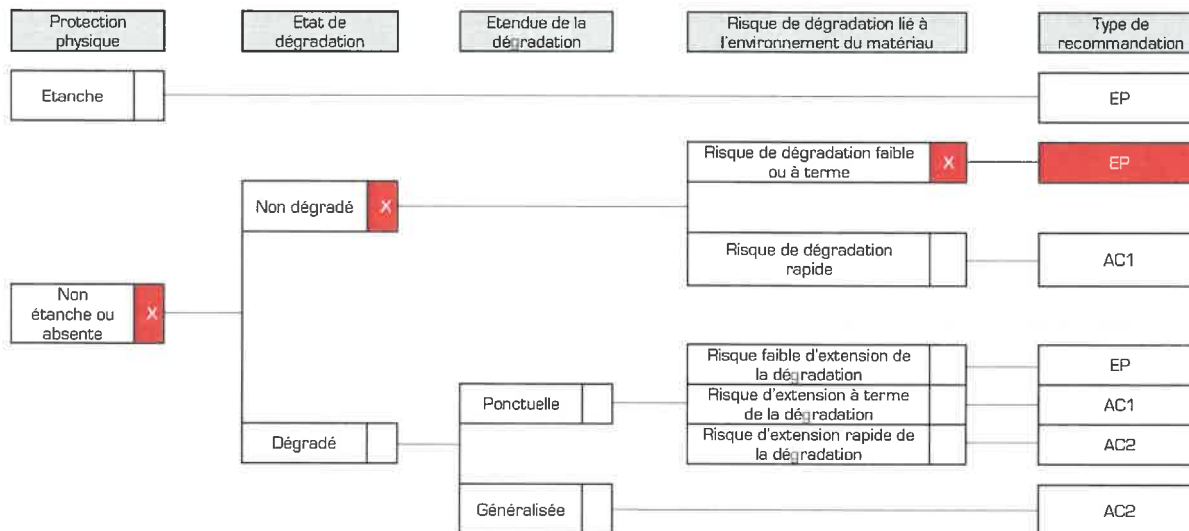 Protection
physique
Etat de
dégradation
Etendue de la
dégradation
Risque de dégradation lié à
l'environnement du matériau
Type de
recommandation
Etanche
EP
Risque de dégradation faible
ou à terme
X
EP
Non dégradé
X
Risque de dégradation
rapide
AC1
Non
étanche ou
absente
X
Risque faible d'extension de
la dégradation
EP
Ponctuelle
Risque d'extension à terme
de la dégradation
AC1
Dégradé
Risque d'extension rapide de
la dégradation
AC2
Généralisée
AC2